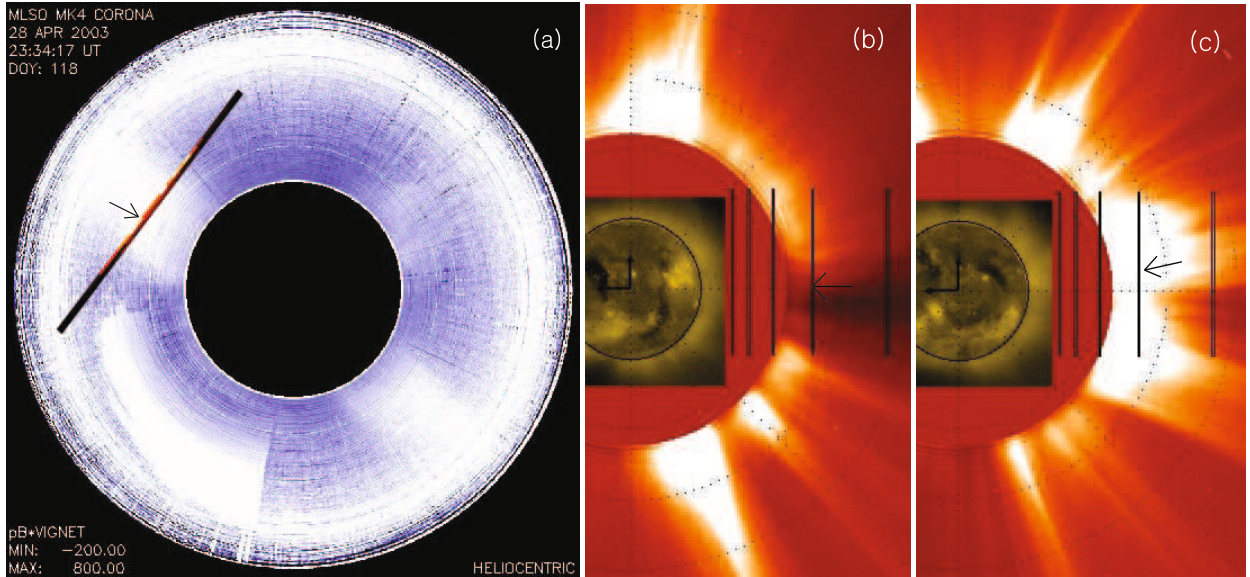 MLSO MK4 CORONA
28 APR 2003
23:34:17 UT
DOY: 118
(a)
(b)
(c)
pB*VIGNET
MIN: -200.00
MAX: 800.00
HELIOCENTRIC